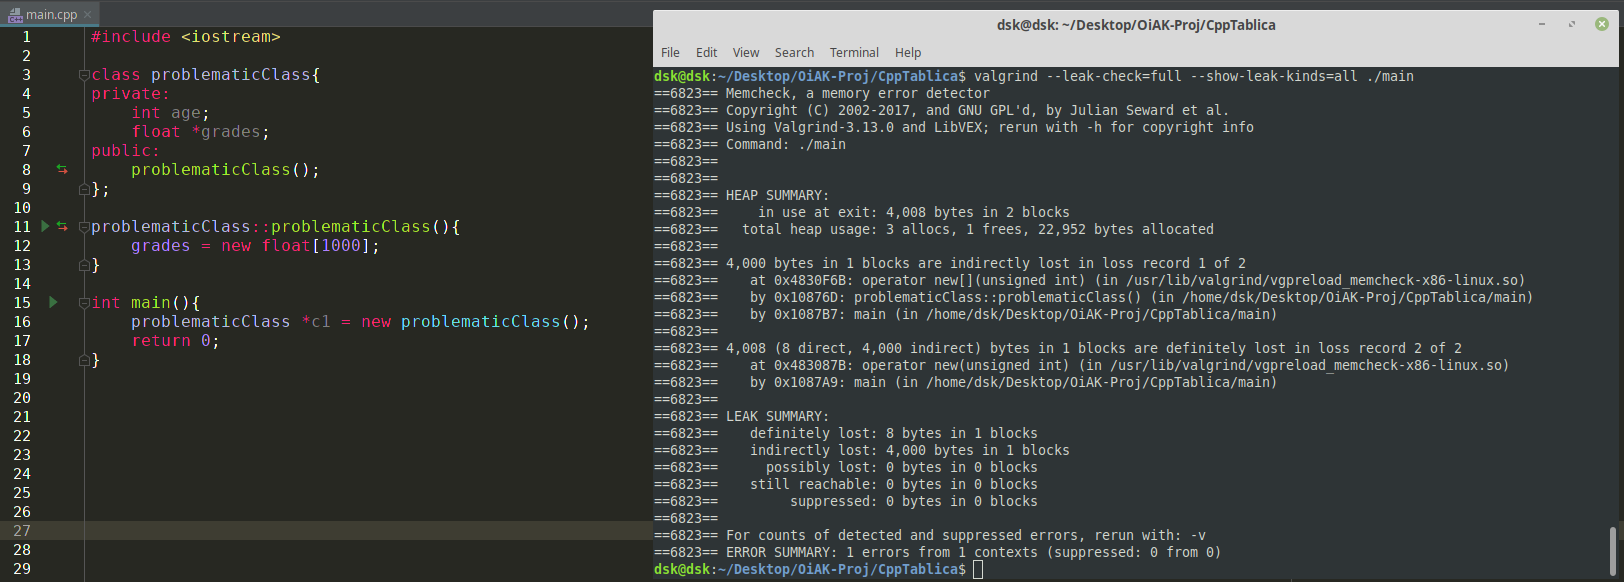 main.cpp
1 #include <iostream>
2
3 class problematicClass{
4 private:
5 int age;
6 float *grades;
7 public:
8 problematicClass();
9 };
10
11 problematicClass::problematicClass(){
12 grades = new float[1000];
13 }
14
15 int main(){
16 problematicClass *c1 = new problematicClass();
17 return 0;
18 }
19
20
21
22
23
24
25
26
27
28
29
dsk@dsk: ~/Desktop/OiAK-Proj/CppTablica
File Edit View Search Terminal Help
dsk@dsk:~/Desktop/OiAK-Proj/CppTablica$ valgrind --leak-check=full --show-leak-kinds=all ./main
==6823== Memcheck, a memory error detector
==6823== Copyright (C) 2002-2017, and GNU GPL'd, by Julian Seward et al.
==6823== Using Valgrind-3.13.0 and LibVEX; rerun with -h for copyright info
==6823== Command: ./main
==6823==
==6823==
==6823== HEAP SUMMARY:
==6823==     in use at exit: 4,008 bytes in 2 blocks
==6823==   total heap usage: 3 allocs, 1 frees, 22,952 bytes allocated
==6823==
==6823== 4,000 bytes in 1 blocks are indirectly lost in loss record 1 of 2
==6823==    at 0x4830F6B: operator new[](unsigned int) (in /usr/lib/valgrind/vgpreload_memcheck-x86-linux.so)
==6823==    by 0x10876D: problematicClass::problematicClass() (in /home/dsk/Desktop/OiAK-Proj/CppTablica/main)
==6823==    by 0x1087B7: main (in /home/dsk/Desktop/OiAK-Proj/CppTablica/main)
==6823==
==6823== 4,008 (8 direct, 4,000 indirect) bytes in 1 blocks are definitely lost in loss record 2 of 2
==6823==    at 0x483087B: operator new(unsigned int) (in /usr/lib/valgrind/vgpreload_memcheck-x86-linux.so)
==6823==    by 0x1087A9: main (in /home/dsk/Desktop/OiAK-Proj/CppTablica/main)
==6823==
==6823== LEAK SUMMARY:
==6823==    definitely lost: 8 bytes in 1 blocks
==6823==    indirectly lost: 4,000 bytes in 1 blocks
==6823==      possibly lost: 0 bytes in 0 blocks
==6823==    still reachable: 0 bytes in 0 blocks
==6823==         suppressed: 0 bytes in 0 blocks
==6823==
==6823== For counts of detected and suppressed errors, rerun with: -v
==6823== ERROR SUMMARY: 1 errors from 1 contexts (suppressed: 0 from 0)
dsk@dsk:~/Desktop/OiAK-Proj/CppTablica$